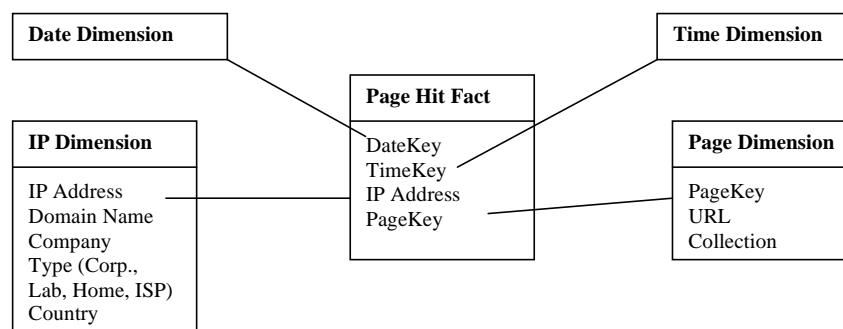 Date Dimension
Time Dimension
Page Hit Fact
DateKey
TimeKey
IP Address
PageKey
IP Dimension
IP Address
Domain Name
Company
Type (Corp.,
Lab, Home, ISP)
Country
Page Dimension
PageKey
URL
Collection